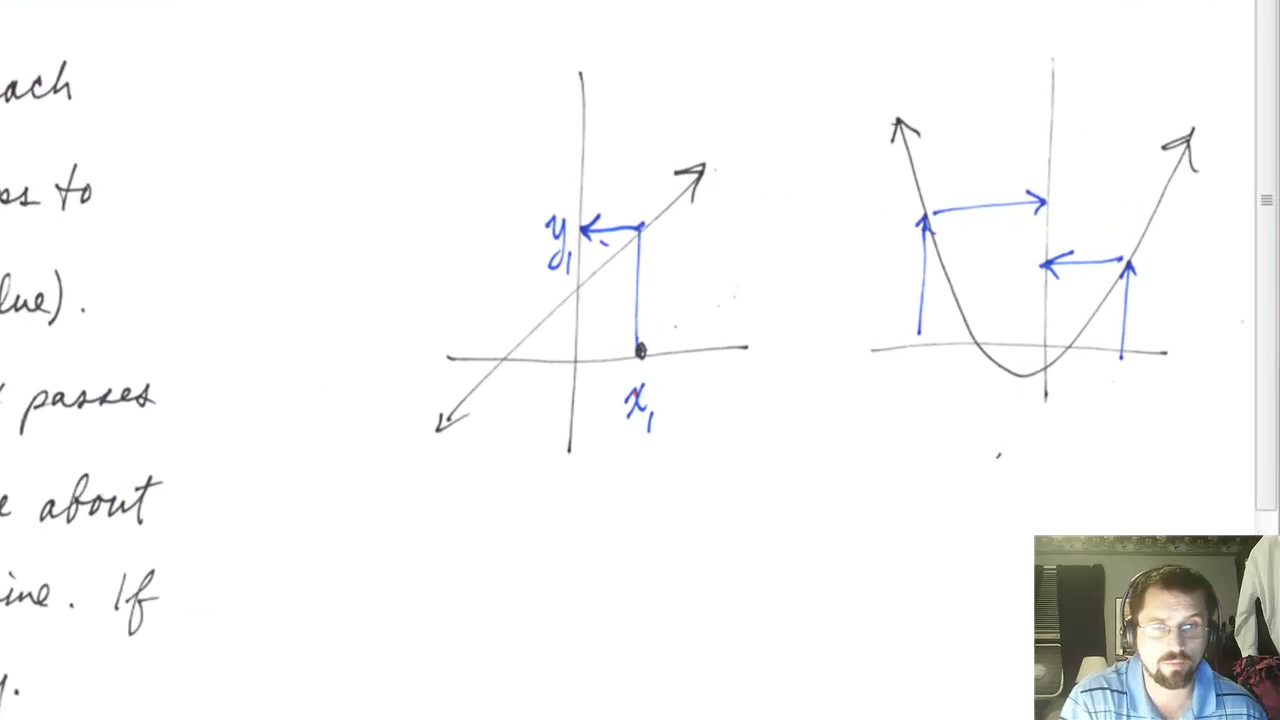 ach
to
lue).
passes
about
ine. If
y.
y₁
x₁